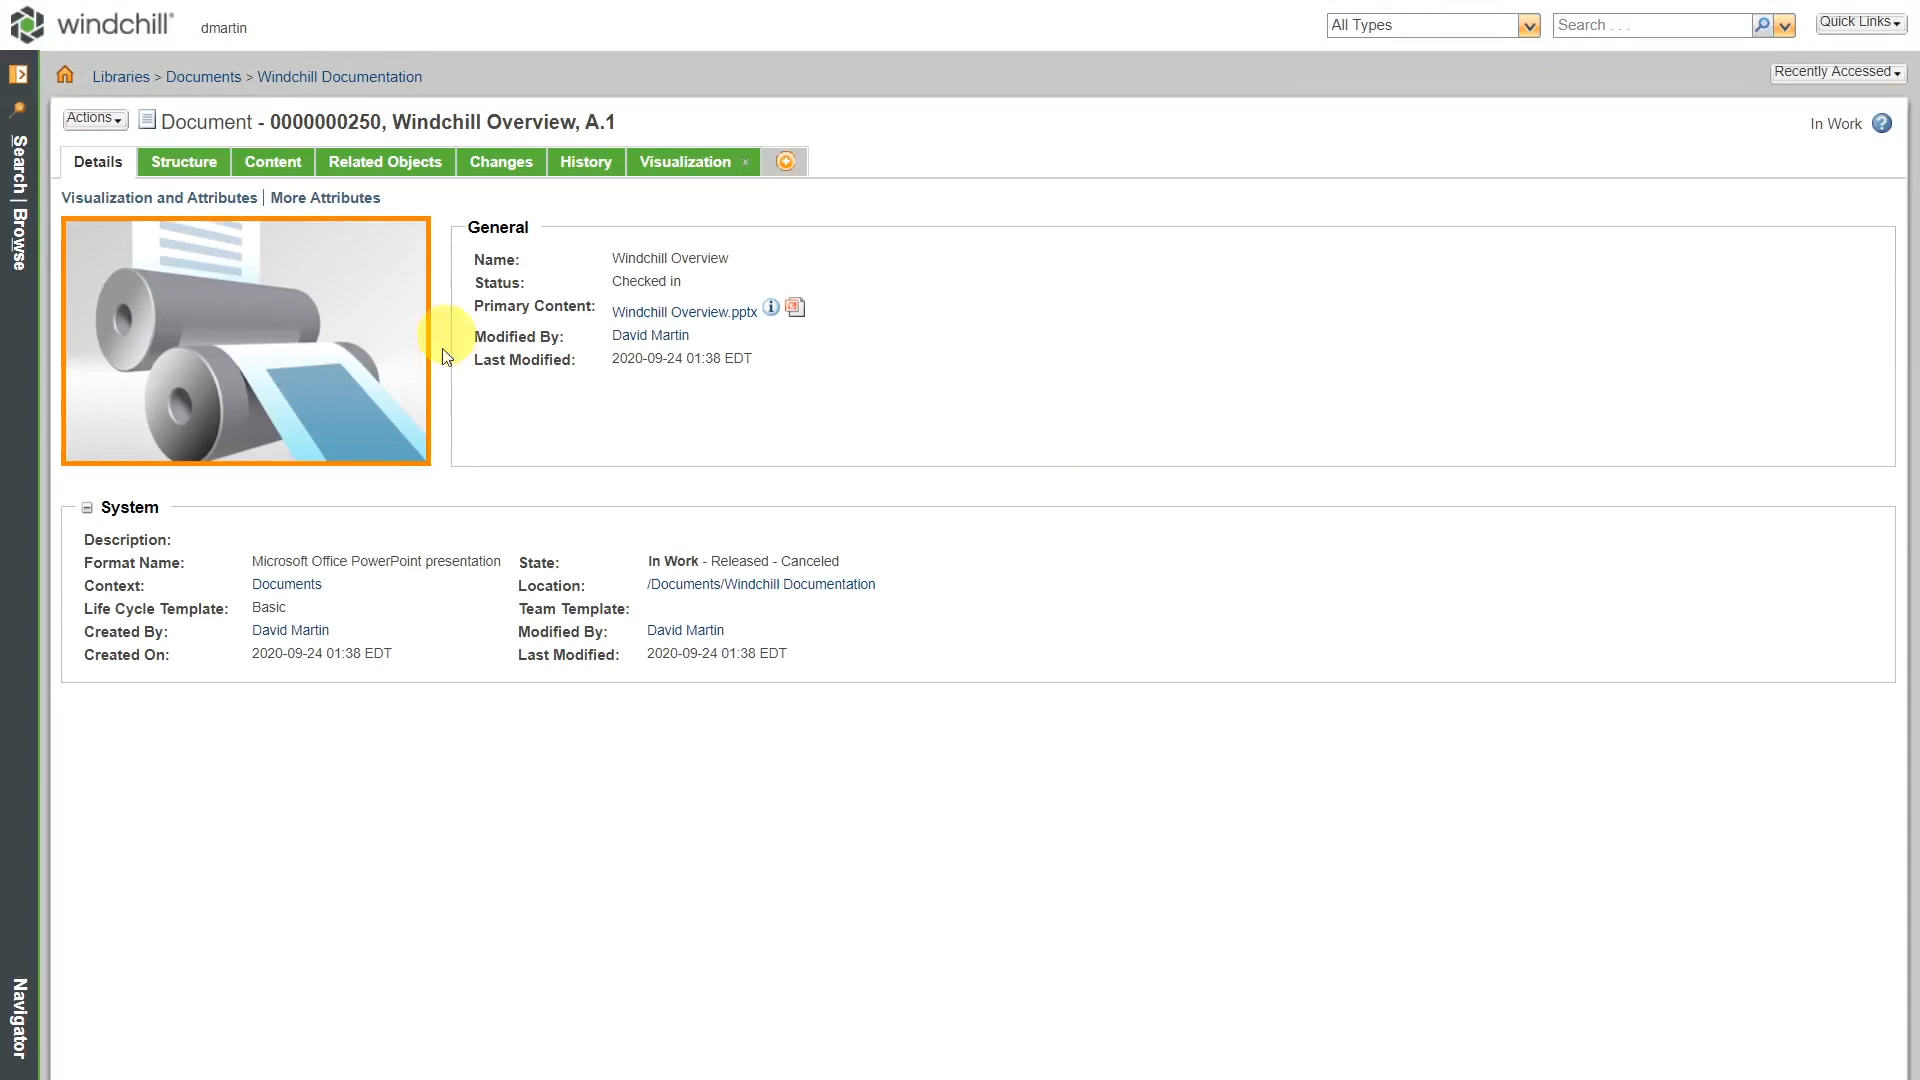 windchill® dmartin All Types Search . . . Quick Links
Libraries > Documents > Windchill Documentation Recently Accessed
Actions Document - 0000000250, Windchill Overview, A.1 In Work ?
Details Structure Content Related Objects Changes History Visualization x
Visualization and Attributes | More Attributes
Search | Browse
General
Name: Windchill Overview
Status: Checked in
Primary Content: Windchill Overview.pptx
Modified By: David Martin
Last Modified: 2020-09-24 01:38 EDT
System
Description:
Format Name: Microsoft Office PowerPoint presentation State: In Work - Released - Canceled
Context: Documents Location: /Documents/Windchill Documentation
Life Cycle Template: Basic Team Template:
Created By: David Martin Modified By: David Martin
Created On: 2020-09-24 01:38 EDT Last Modified: 2020-09-24 01:38 EDT
Navigator